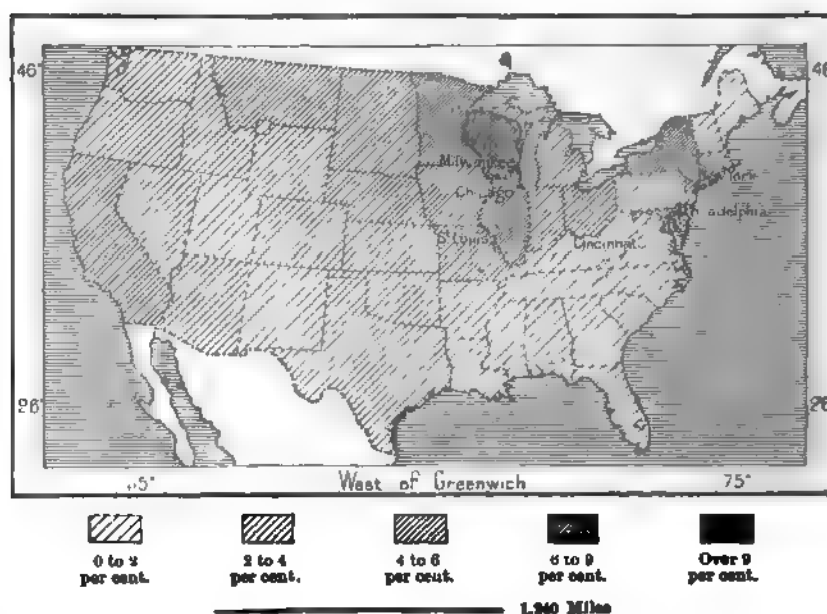 46° 46
Milwaukee
Chicago
St Louis Cincinnati
26° 26
West of Greenwich 75°
0 to 2 2 to 4 4 to 6 6 to 9 Over 9
per cent. per cent. per cent. per cent. per cent.
1,240 Miles